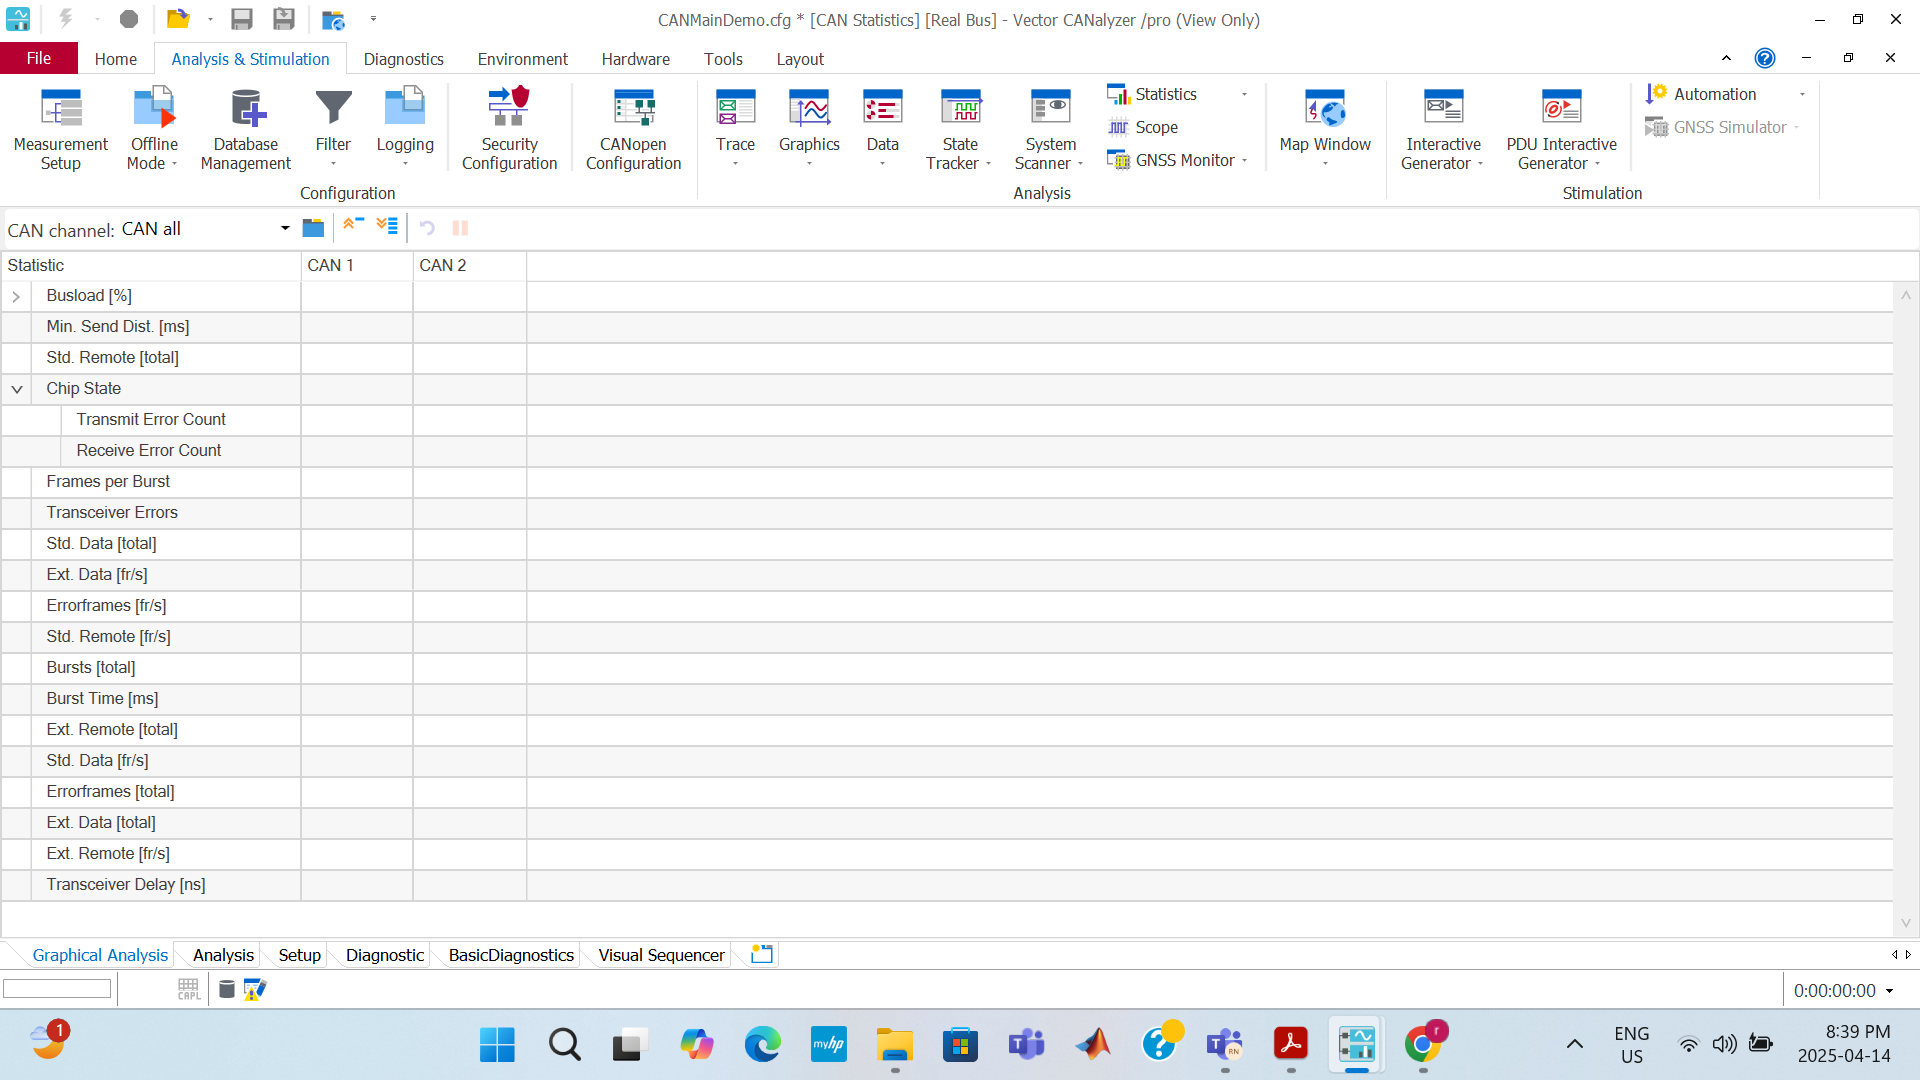 CANMainDemo.cfg * [CAN Statistics] [Real Bus] - Vector CANalyzer /pro (View Only)
File Home Analysis & Stimulation Diagnostics Environment Hardware Tools Layout
Measurement Setup
Offline Mode
Database Management
Filter
Logging
Security Configuration
CANopen Configuration
Configuration
Trace
Graphics
Data
State Tracker
System Scanner
Statistics
Scope
GNSS Monitor
Map Window
Analysis
Interactive Generator
PDU Interactive Generator
Automation
GNSS Simulator
Stimulation
CAN channel: CAN all
Statistic CAN 1 CAN 2
Busload [%]
Min. Send Dist. [ms]
Std. Remote [total]
Chip State
Transmit Error Count
Receive Error Count
Frames per Burst
Transceiver Errors
Std. Data [total]
Ext. Data [fr/s]
Errorframes [fr/s]
Std. Remote [fr/s]
Bursts [total]
Burst Time [ms]
Ext. Remote [total]
Std. Data [fr/s]
Errorframes [total]
Ext. Data [total]
Ext. Remote [fr/s]
Transceiver Delay [ns]
Graphical Analysis Analysis Setup Diagnostic BasicDiagnostics Visual Sequencer
CAPL
0:00:00:00
1
myhp
T
T
RN
r
ENG
US
8:39 PM
2025-04-14